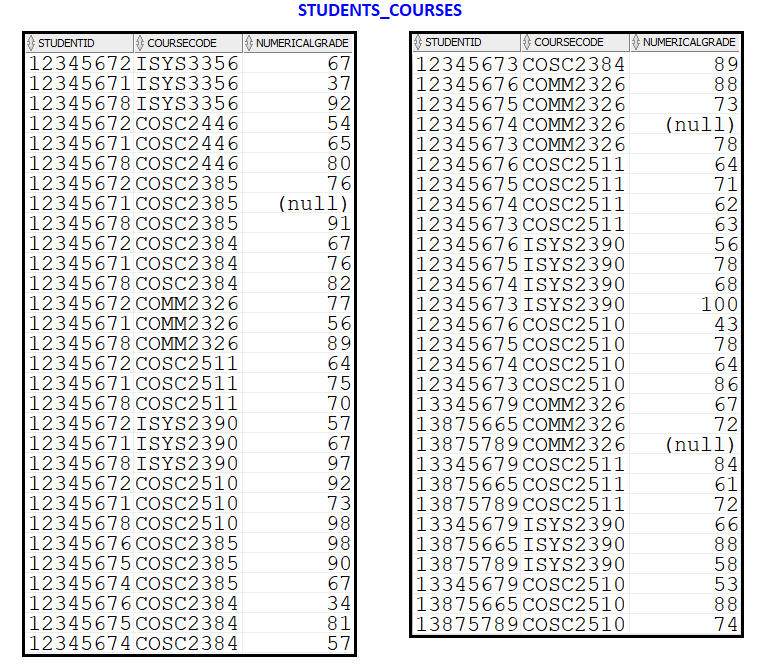 STUDENTS_COURSES
STUDENTID COURSECODE NUMERICALGRADE
12345672 ISYS3356 67
12345671 ISYS3356 37
12345678 ISYS3356 92
12345672 COSC2446 54
12345671 COSC2446 65
12345678 COSC2446 80
12345672 COSC2385 76
12345671 COSC2385 (null)
12345678 COSC2385 91
12345672 COSC2384 67
12345671 COSC2384 76
12345678 COSC2384 82
12345672 COMM2326 77
12345671 COMM2326 56
12345678 COMM2326 89
12345672 COSC2511 64
12345671 COSC2511 75
12345678 COSC2511 70
12345672 ISYS2390 57
12345671 ISYS2390 67
12345678 ISYS2390 97
12345672 COSC2510 92
12345671 COSC2510 73
12345678 COSC2510 98
12345676 COSC2385 98
12345675 COSC2385 90
12345674 COSC2385 67
12345676 COSC2384 34
12345675 COSC2384 81
12345674 COSC2384 57
STUDENTID COURSECODE NUMERICALGRADE
12345673 COSC2384 89
12345676 COMM2326 88
12345675 COMM2326 73
12345674 COMM2326 (null)
12345673 COMM2326 78
12345676 COSC2511 64
12345675 COSC2511 71
12345674 COSC2511 62
12345673 COSC2511 63
12345676 ISYS2390 56
12345675 ISYS2390 78
12345674 ISYS2390 68
12345673 ISYS2390 100
12345676 COSC2510 43
12345675 COSC2510 78
12345674 COSC2510 64
12345673 COSC2510 86
13345679 COMM2326 67
13875665 COMM2326 72
13875789 COMM2326 (null)
13345679 COSC2511 84
13875665 COSC2511 61
13875789 COSC2511 72
13345679 ISYS2390 66
13875665 ISYS2390 88
13875789 ISYS2390 58
13345679 COSC2510 53
13875665 COSC2510 88
13875789 COSC2510 74